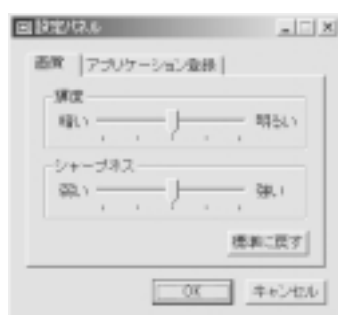 設定パネル
画質 アプリケーション登録
輝度
暗い 明るい
シャープネス
弱い 強い
標準に戻す
OK キャンセル